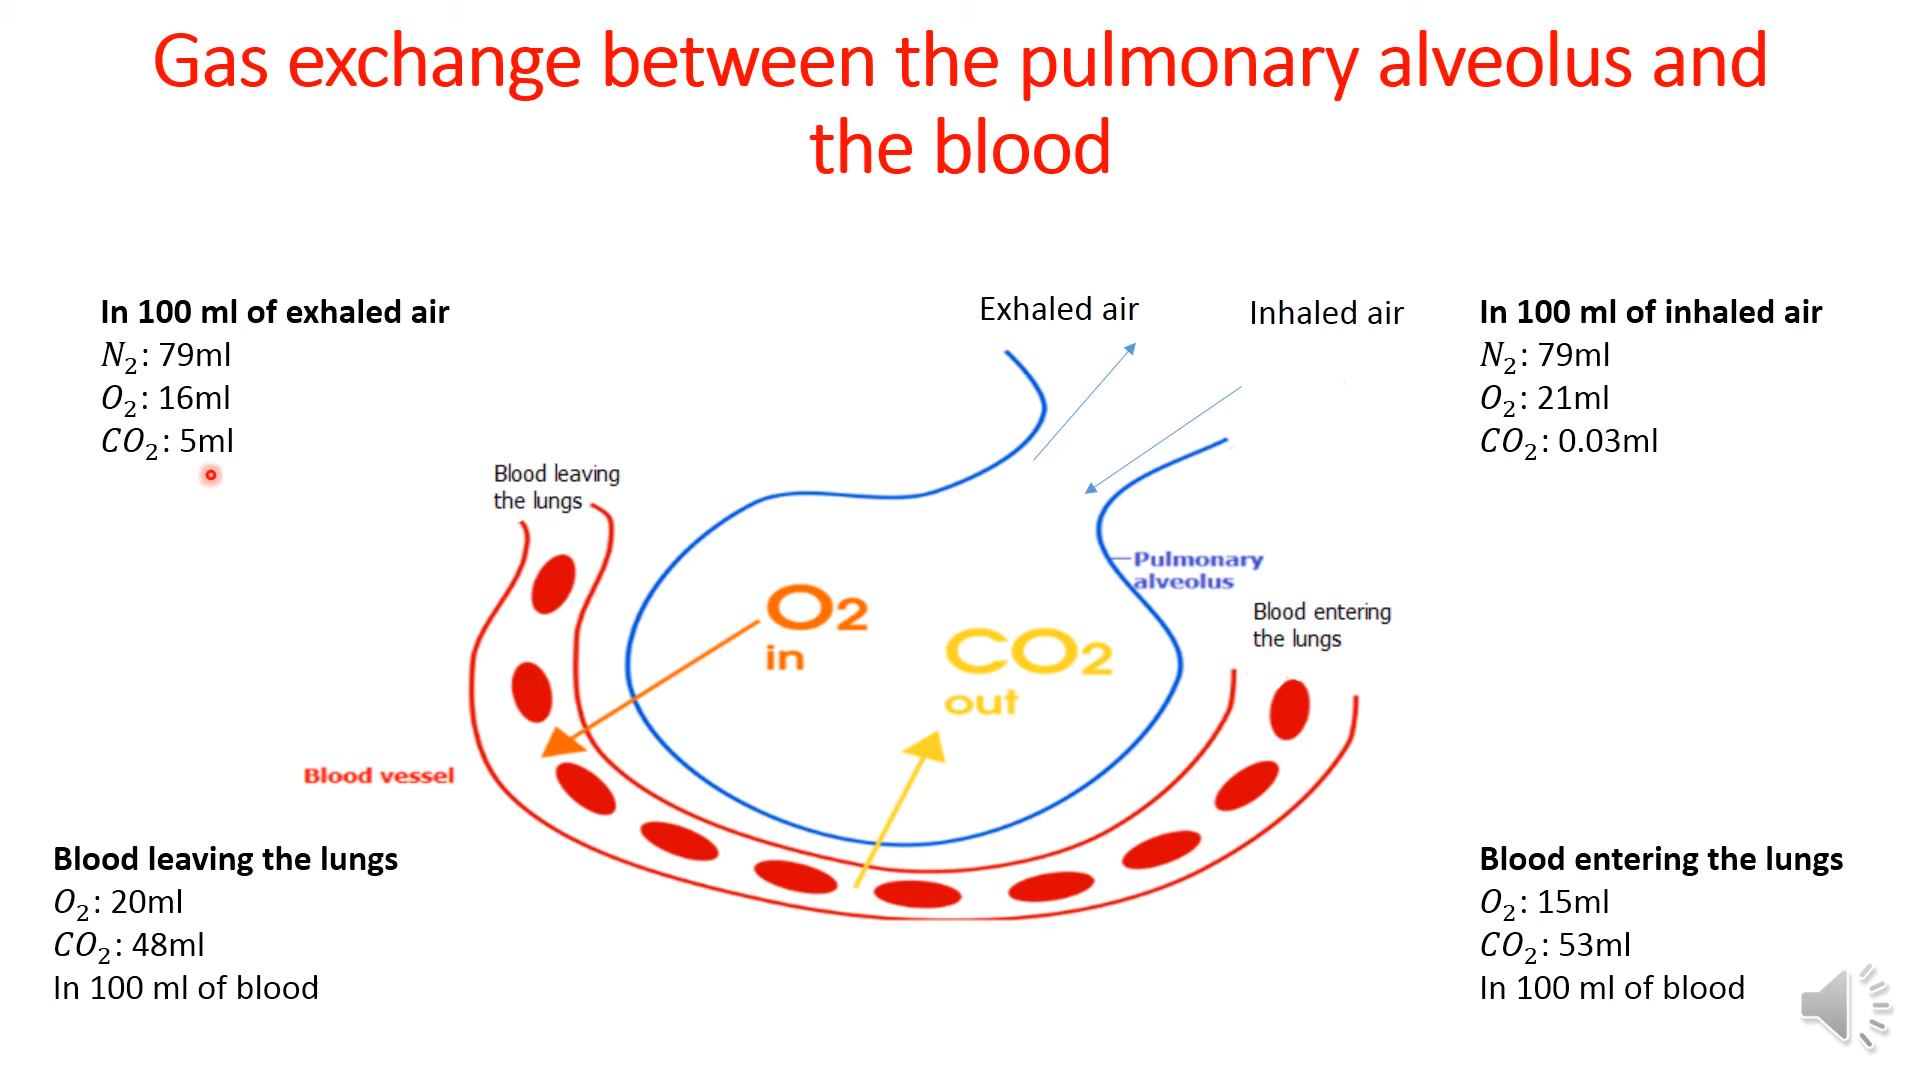 Gas exchange between the pulmonary alveolus and
the blood
In 100 ml of exhaled air
N₂: 79ml
O₂: 16ml
CO₂: 5ml
Exhaled air
Inhaled air
In 100 ml of inhaled air
N₂: 79ml
O₂: 21ml
CO₂: 0.03ml
Blood leaving
the lungs
O2
in
CO2
out
Pulmonary
alveolus
Blood entering
the lungs
Blood vessel
Blood leaving the lungs
O₂: 20ml
CO₂: 48ml
In 100 ml of blood
Blood entering the lungs
O₂: 15ml
CO₂: 53ml
In 100 ml of blood